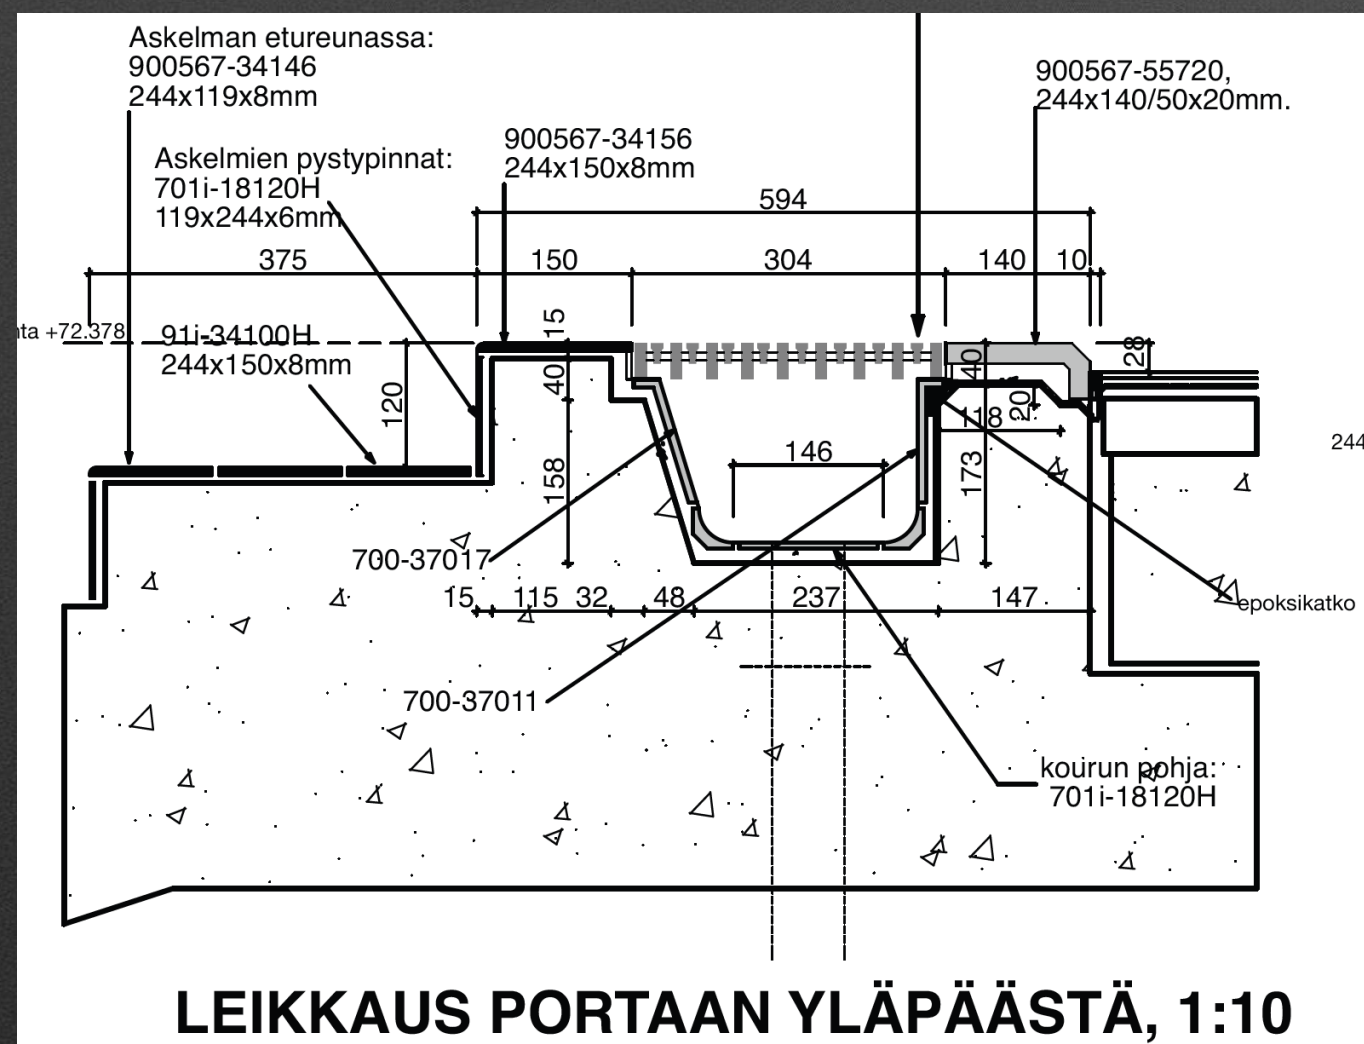 Askelman etureunassa:
900567-34146
244x119x8mm
Askelmien pystypinnat:
701i-18120H
119x244x6mm
900567-34156
244x150x8mm
900567-55720,
244x140/50x20mm.
594
375
150
304
140
10
+72.378
91i-34100H
244x150x8mm
15
40
120
158
40
28
20
118
173
146
244
700-37017
15
115
32
48
237
147
epoksikatko
700-37011
kourun pohja:
701i-18120H
LEIKKAUS PORTAAN YLÄPÄÄSTÄ, 1:10